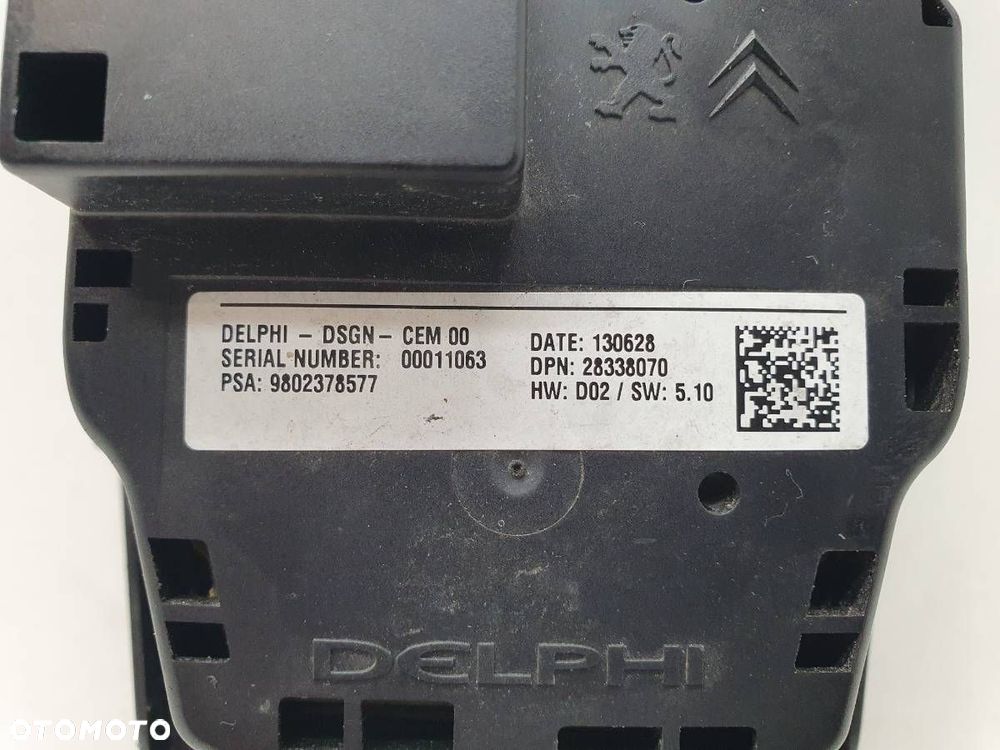 DELPHI - DSGN - CEM 00
SERIAL NUMBER: 00011063
PSA: 9802378577
DATE: 130628
DPN: 28338070
HW: D02 / SW: 5.10
DELPHI
OTOMOTO